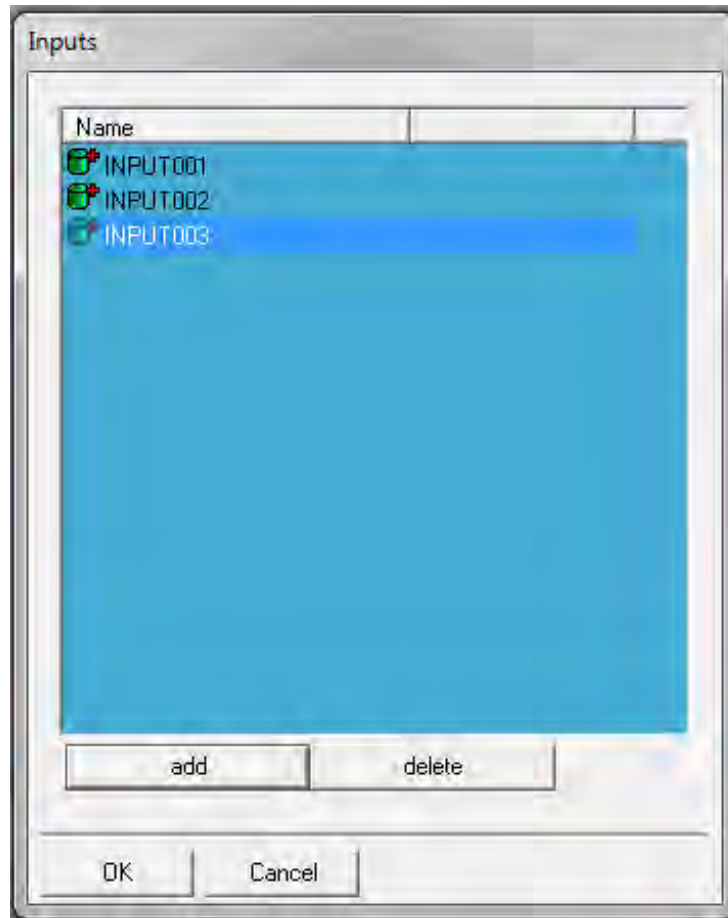 Inputs
Name
INPUT001
INPUT002
INPUT003
add delete
OK Cancel